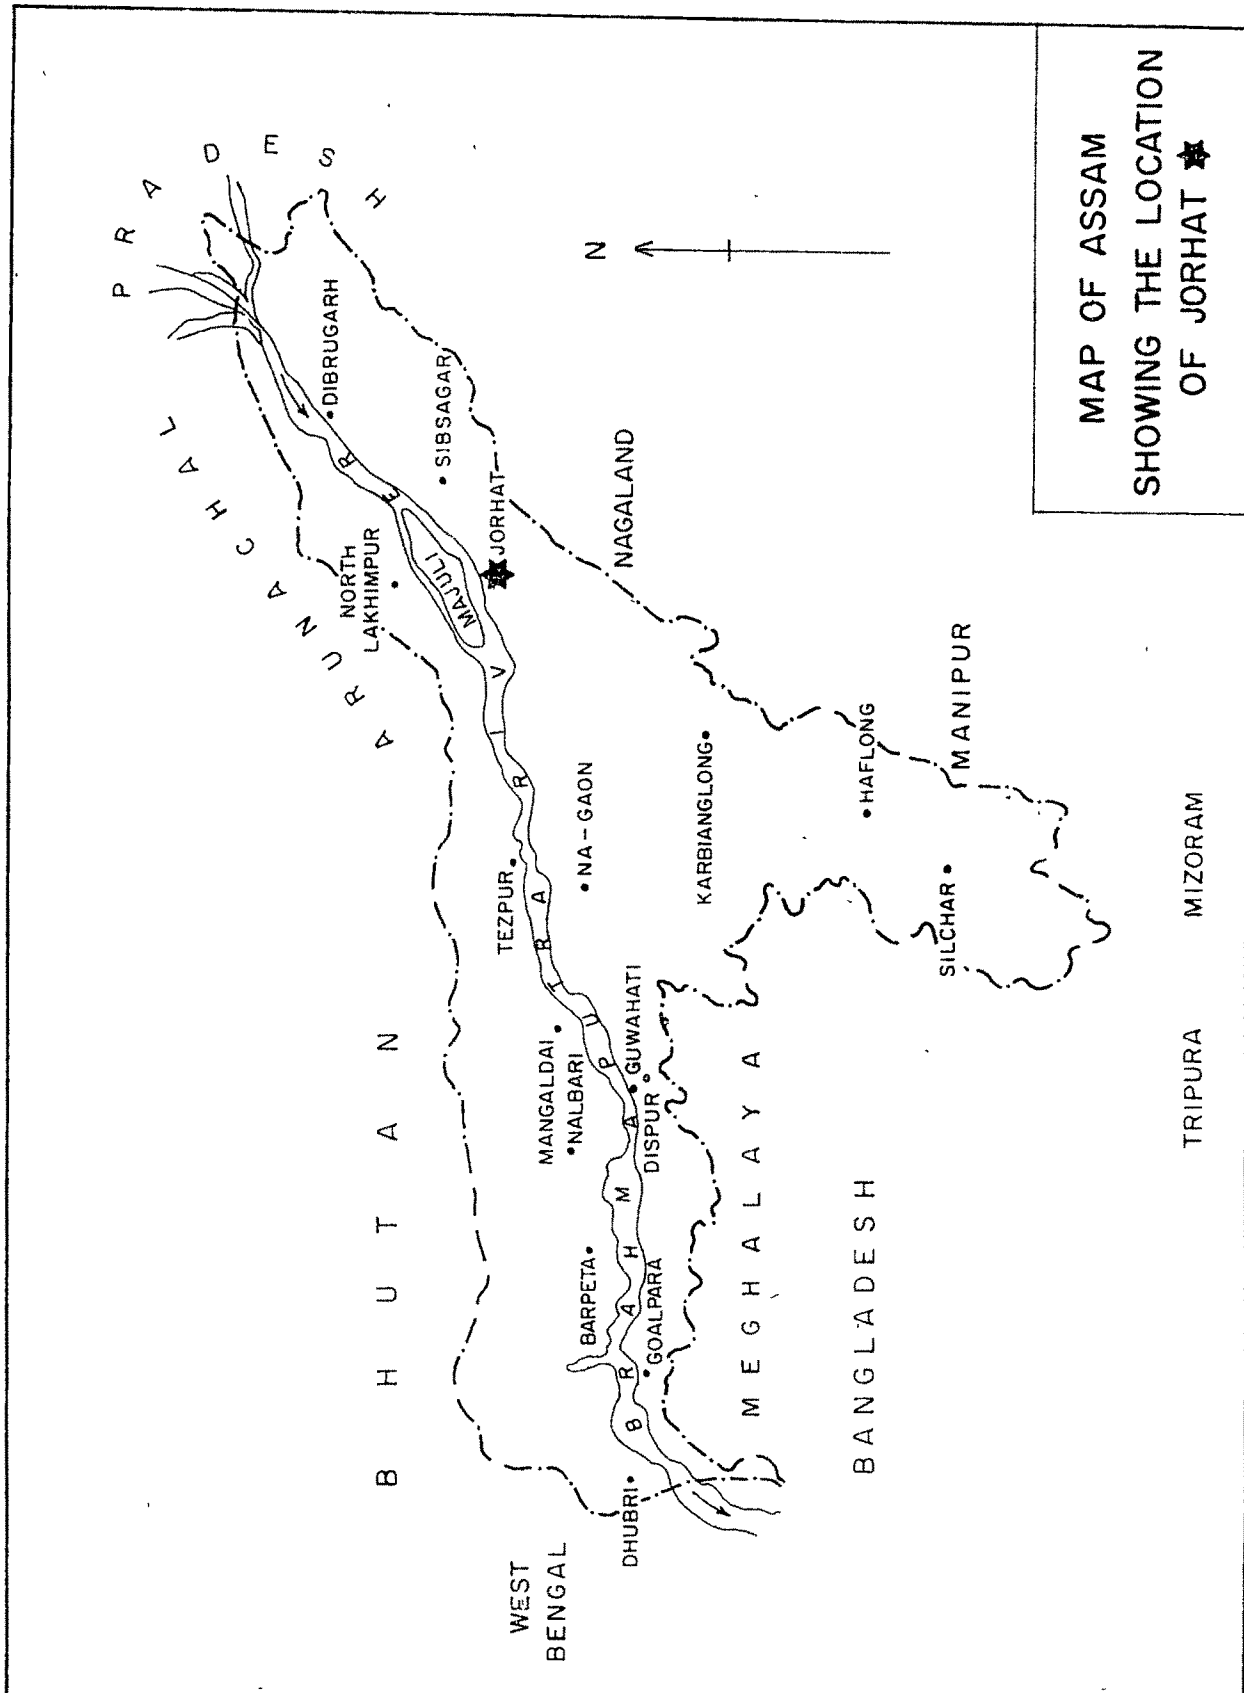 ARUNACHAL PRADESH
BHUTAN
WEST
BENGAL
N
DIBRUGARH
SIBSAGAR
NORTH
LAKHIMPUR
MAJULI
JORHAT
NAGALAND
TEZPUR
NA-GAON
MANGALDAI
NALBARI
GUWAHATI
DISPUR
BARPETA
GOALPARA
DHUBRI
BRAHMAPUTRA RIVER
KARBIANGLONG
HAFLONG
MANIPUR
SILCHAR
MEGHALAYA
BANGLADESH
TRIPURA
MIZORAM
MAP OF ASSAM
SHOWING THE LOCATION
OF JORHAT